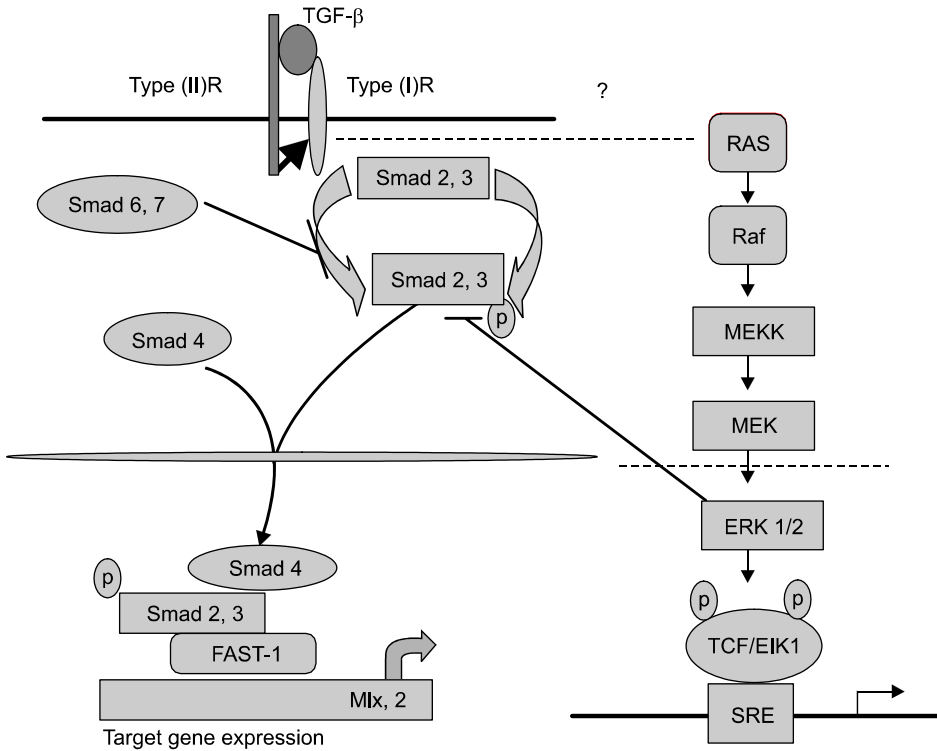 TGF-β
Type (II)R
Type (I)R
?
RAS
Smad 2, 3
Smad 6, 7
Raf
Smad 2, 3
p
MEKK
Smad 4
MEK
ERK 1/2
Smad 4
p
Smad 2, 3
p
p
TCF/EIK1
FAST-1
Mlx, 2
SRE
Target gene expression